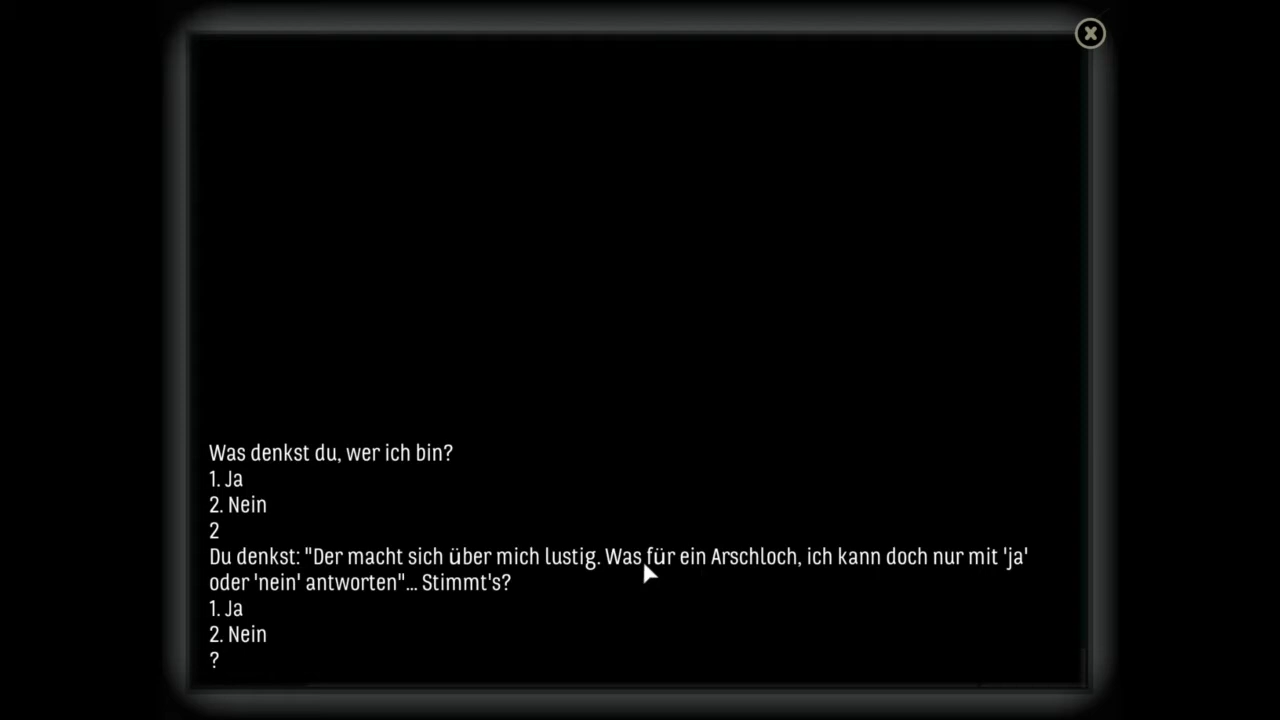 Was denkst du, wer ich bin?
1. Ja
2. Nein
2
Du denkst: "Der macht sich über mich lustig. Was für ein Arschloch, ich kann doch nur mit 'ja'
oder 'nein' antworten"... Stimmt's?
1. Ja
2. Nein
?